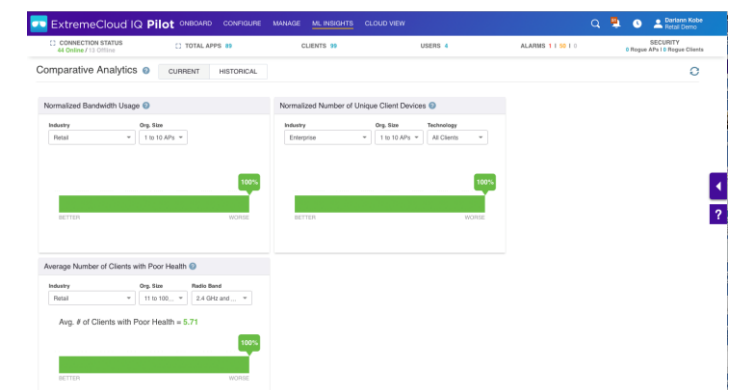 ExtremeCloud IQ Pilot ONBOARD CONFIGURE MANAGE ML INSIGHTS CLOUD VIEW Dariann Kobe
Retail Demo
CONNECTION STATUS TOTAL APPS 89 CLIENTS 99 USERS 4 ALARMS 1 / 50 / 0 SECURITY
44 Online / 13 Offline 0 Rogue APs / 0 Rogue Clients
Comparative Analytics CURRENT HISTORICAL
Normalized Bandwidth Usage
Industry Org. Size
Retail 1 to 10 APs
100%
BETTER WORSE
Normalized Number of Unique Client Devices
Industry Org. Size Technology
Enterprise 1 to 10 APs All Clients
100%
BETTER WORSE
Average Number of Clients with Poor Health
Industry Org. Size Radio Band
Retail 11 to 100... 2.4 GHz and ...
Avg. # of Clients with Poor Health = 5.71
100%
BETTER WORSE
?